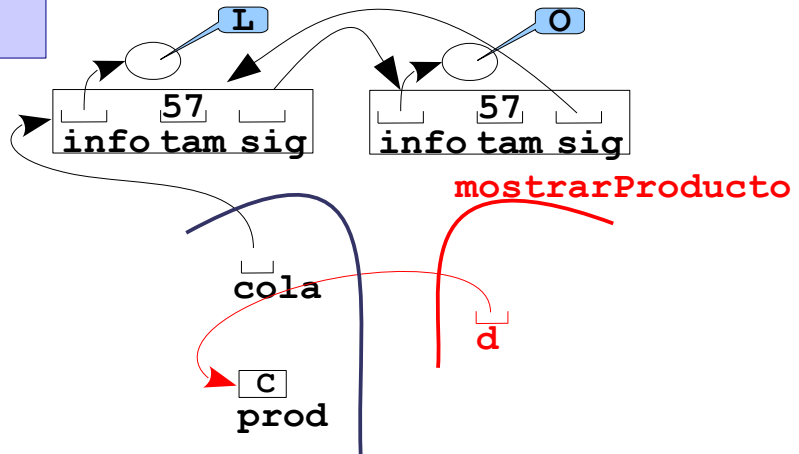 L O
57 57
info tam sig info tam sig
mostrarProducto
cola
d
C
prod